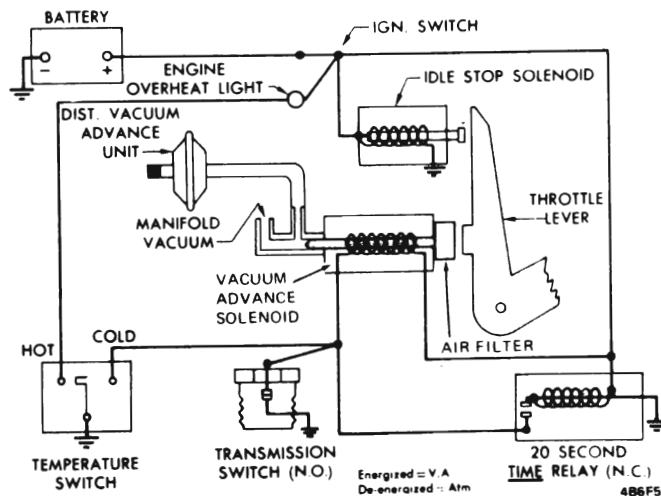 BATTERY
- +
IGN. SWITCH
ENGINE
OVERHEAT LIGHT
IDLE STOP SOLENOID
DIST. VACUUM
ADVANCE
UNIT
THROTTLE
LEVER
MANIFOLD
VACUUM
VACUUM
ADVANCE
SOLENOID
AIR FILTER
HOT
COLD
TEMPERATURE
SWITCH
TRANSMISSION
SWITCH (N.O.)
20 SECOND
TIME RELAY (N.C.)
Energized = V.A
De-energized = Atm
4B6F5